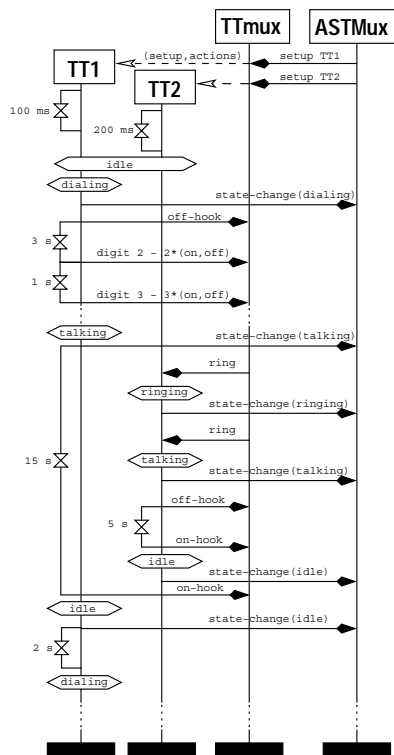 TTmux ASTMux
TT1 (setup,actions) setup TT1
TT2 setup TT2
100 ms
200 ms
idle
dialing
state-change(dialing)
off-hook
3 s
digit 2 - 2*(on,off)
1 s
digit 3 - 3*(on,off)
talking
state-change(talking)
ring
ringing
state-change(ringing)
ring
15 s
talking
state-change(talking)
off-hook
5 s
on-hook
idle
state-change(idle)
on-hook
idle
state-change(idle)
2 s
dialing